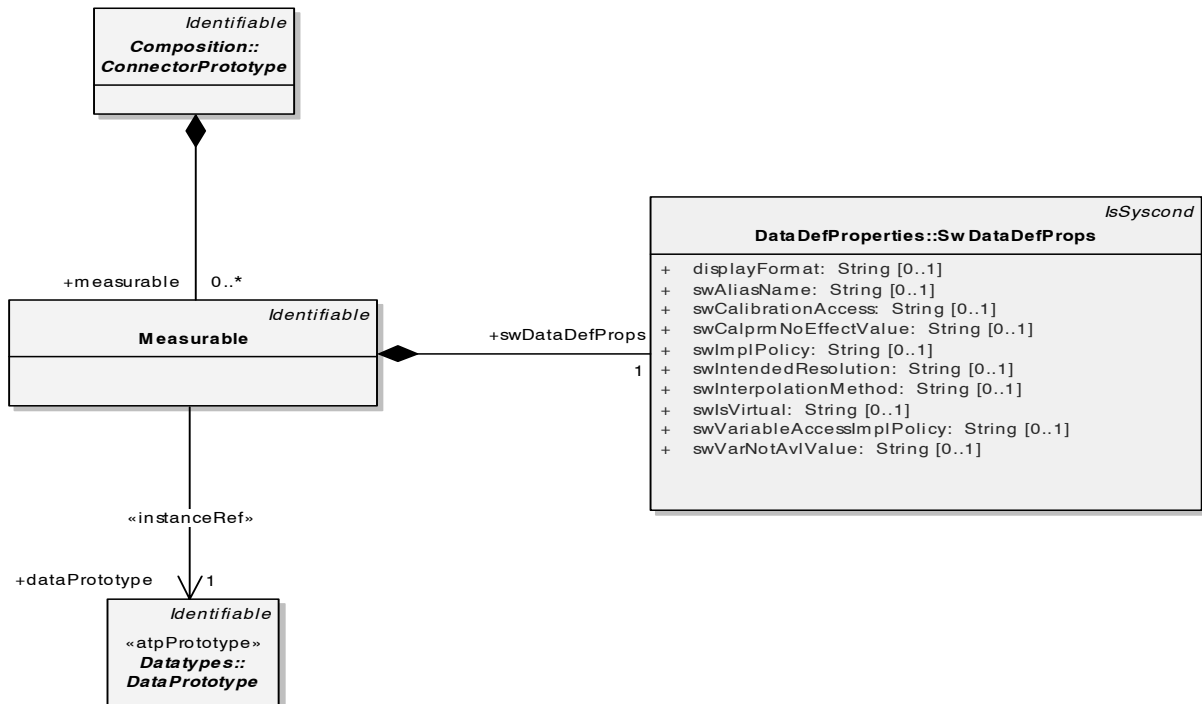 Identifiable
Composition::
ConnectorPrototype
+measurable 0..*
Identifiable
Measurable
+swDataDefProps
1
IsSyscond
DataDefProperties::SwDataDefProps
+ displayFormat: String [0..1]
+ swAliasName: String [0..1]
+ swCalibrationAccess: String [0..1]
+ swCalprmNoEffectValue: String [0..1]
+ swImplPolicy: String [0..1]
+ swIntendedResolution: String [0..1]
+ swInterpolationMethod: String [0..1]
+ swIsVirtual: String [0..1]
+ swVariableAccessImplPolicy: String [0..1]
+ swVarNotAvlValue: String [0..1]
«instanceRef»
+dataPrototype 1
Identifiable
«atpPrototype»
Datatypes::
DataPrototype